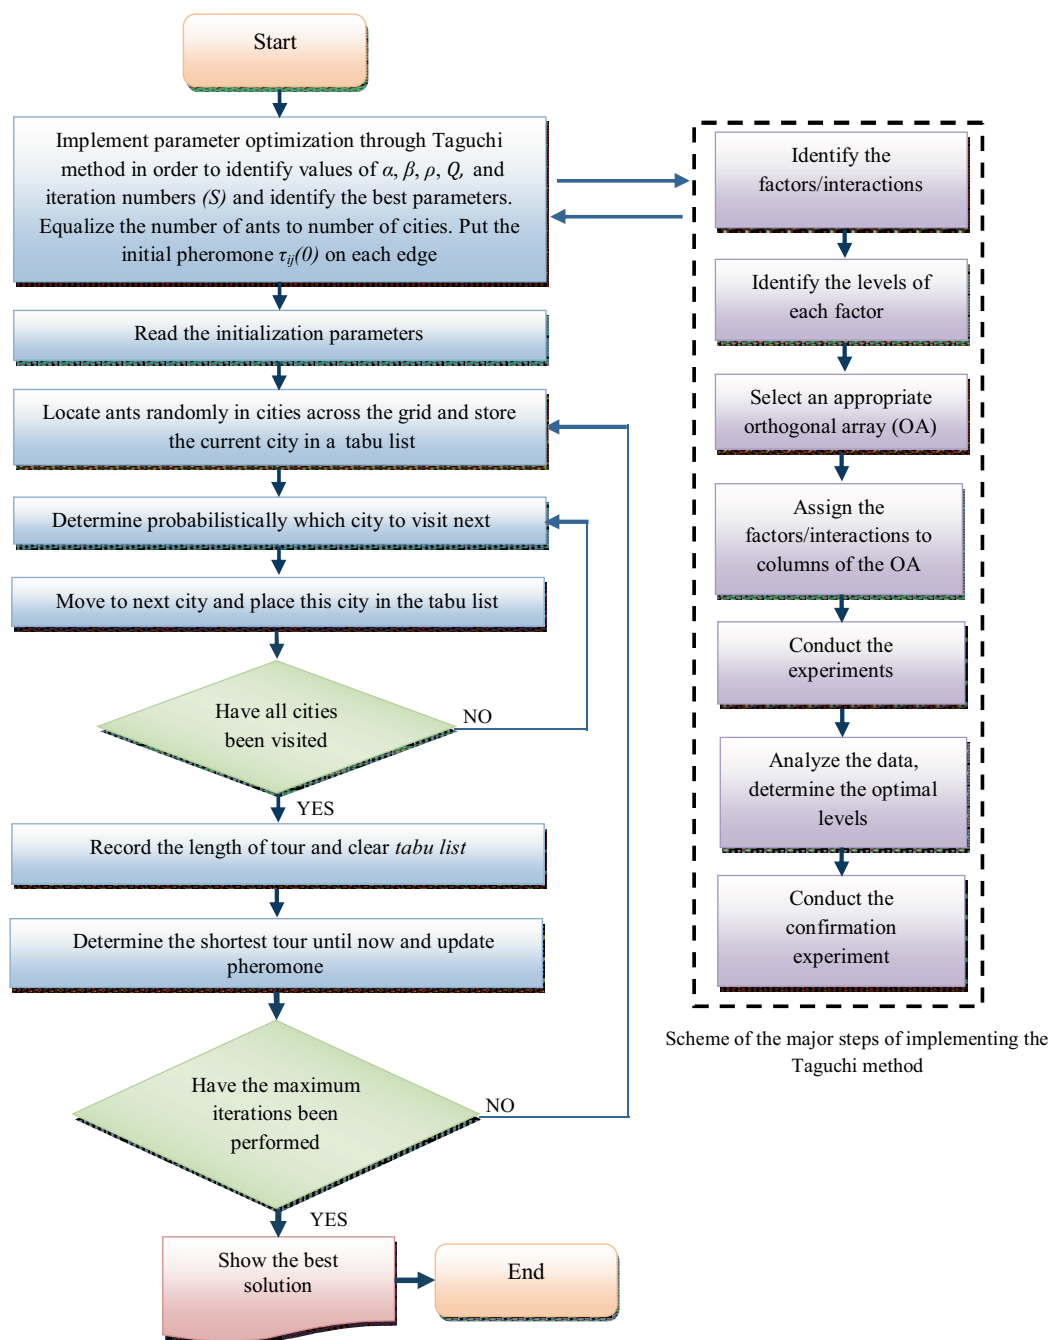 Start
Implement parameter optimization through Taguchi
method in order to identify values of α, β, ρ, Q, and
iteration numbers (S) and identify the best parameters.
Equalize the number of ants to number of cities. Put the
initial pheromone τij(0) on each edge
Read the initialization parameters
Locate ants randomly in cities across the grid and store
the current city in a tabu list
Determine probabilistically which city to visit next
Move to next city and place this city in the tabu list
Have all cities
been visited
NO
YES
Record the length of tour and clear tabu list
Determine the shortest tour until now and update
pheromone
Have the maximum
iterations been
performed
NO
YES
Show the best
solution
End
Identify the
factors/interactions
Identify the levels of
each factor
Select an appropriate
orthogonal array (OA)
Assign the
factors/interactions to
columns of the OA
Conduct the
experiments
Analyze the data,
determine the optimal
levels
Conduct the
confirmation
experiment
Scheme of the major steps of implementing the
Taguchi method